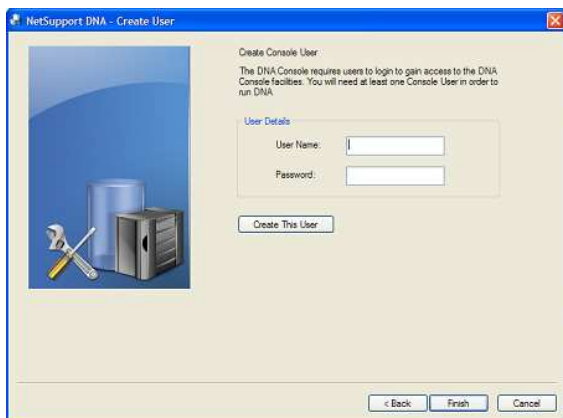 NetSupport DNA - Create User
Create Console User
The DNA Console requires users to login to gain access to the DNA
Console facilities. You will need at least one Console User in order to
run DNA
User Details
User Name:
Password:
Create This User
< Back
Finish
Cancel